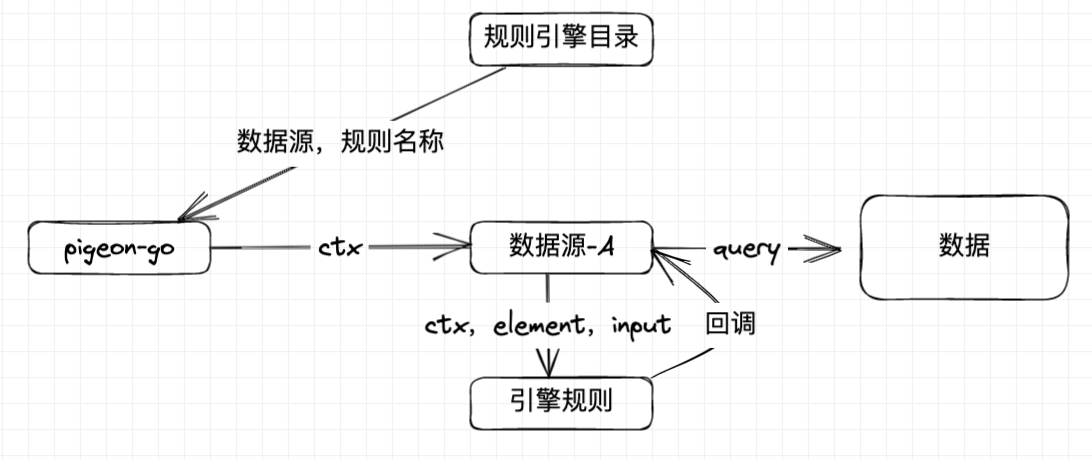 规则引擎目录
数据源，规则名称
pigeon-go
ctx
数据源-A
query
数据
ctx，element，input
回调
引擎规则